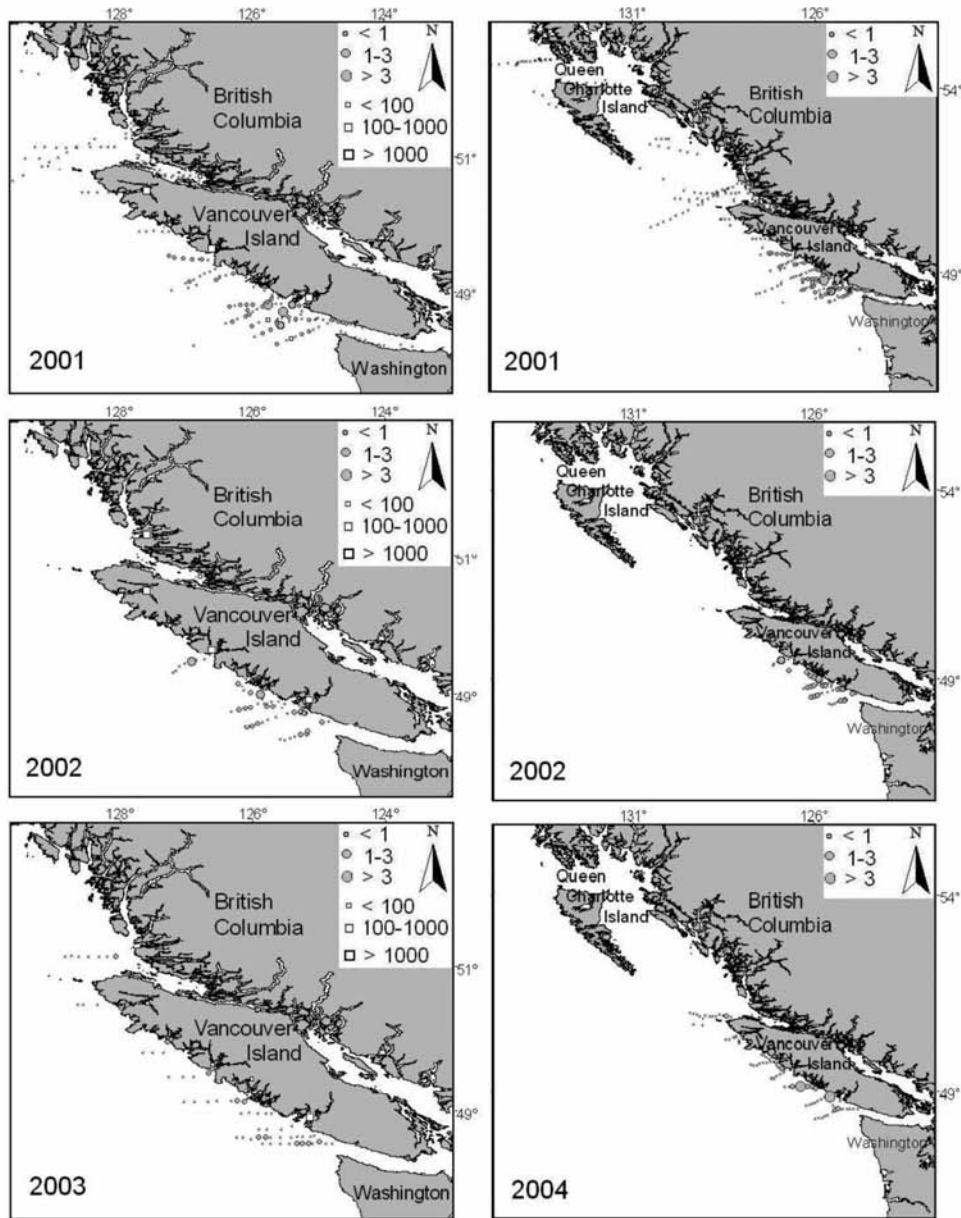 128° 126° 124°
< 1
1-3
> 3
< 100
100-1000
> 1000
N
British
Columbia
51°
Vancouver
Island
49°
2001
Washington
131° 126°
< 1
1-3
> 3
N
Queen
Charlotte
Island
54°
British
Columbia
Vancouver
Island
49°
Washington
2001
128° 126° 124°
< 1
1-3
> 3
< 100
100-1000
> 1000
N
British
Columbia
51°
Vancouver
Island
49°
2002
Washington
131° 126°
< 1
1-3
> 3
N
Queen
Charlotte
Island
54°
British
Columbia
Vancouver
Island
49°
Washington
2002
128° 126° 124°
< 1
1-3
> 3
< 100
100-1000
> 1000
N
British
Columbia
51°
Vancouver
Island
49°
2003
Washington
131° 126°
< 1
1-3
> 3
N
Queen
Charlotte
Island
54°
British
Columbia
Vancouver
Island
49°
Washington
2004